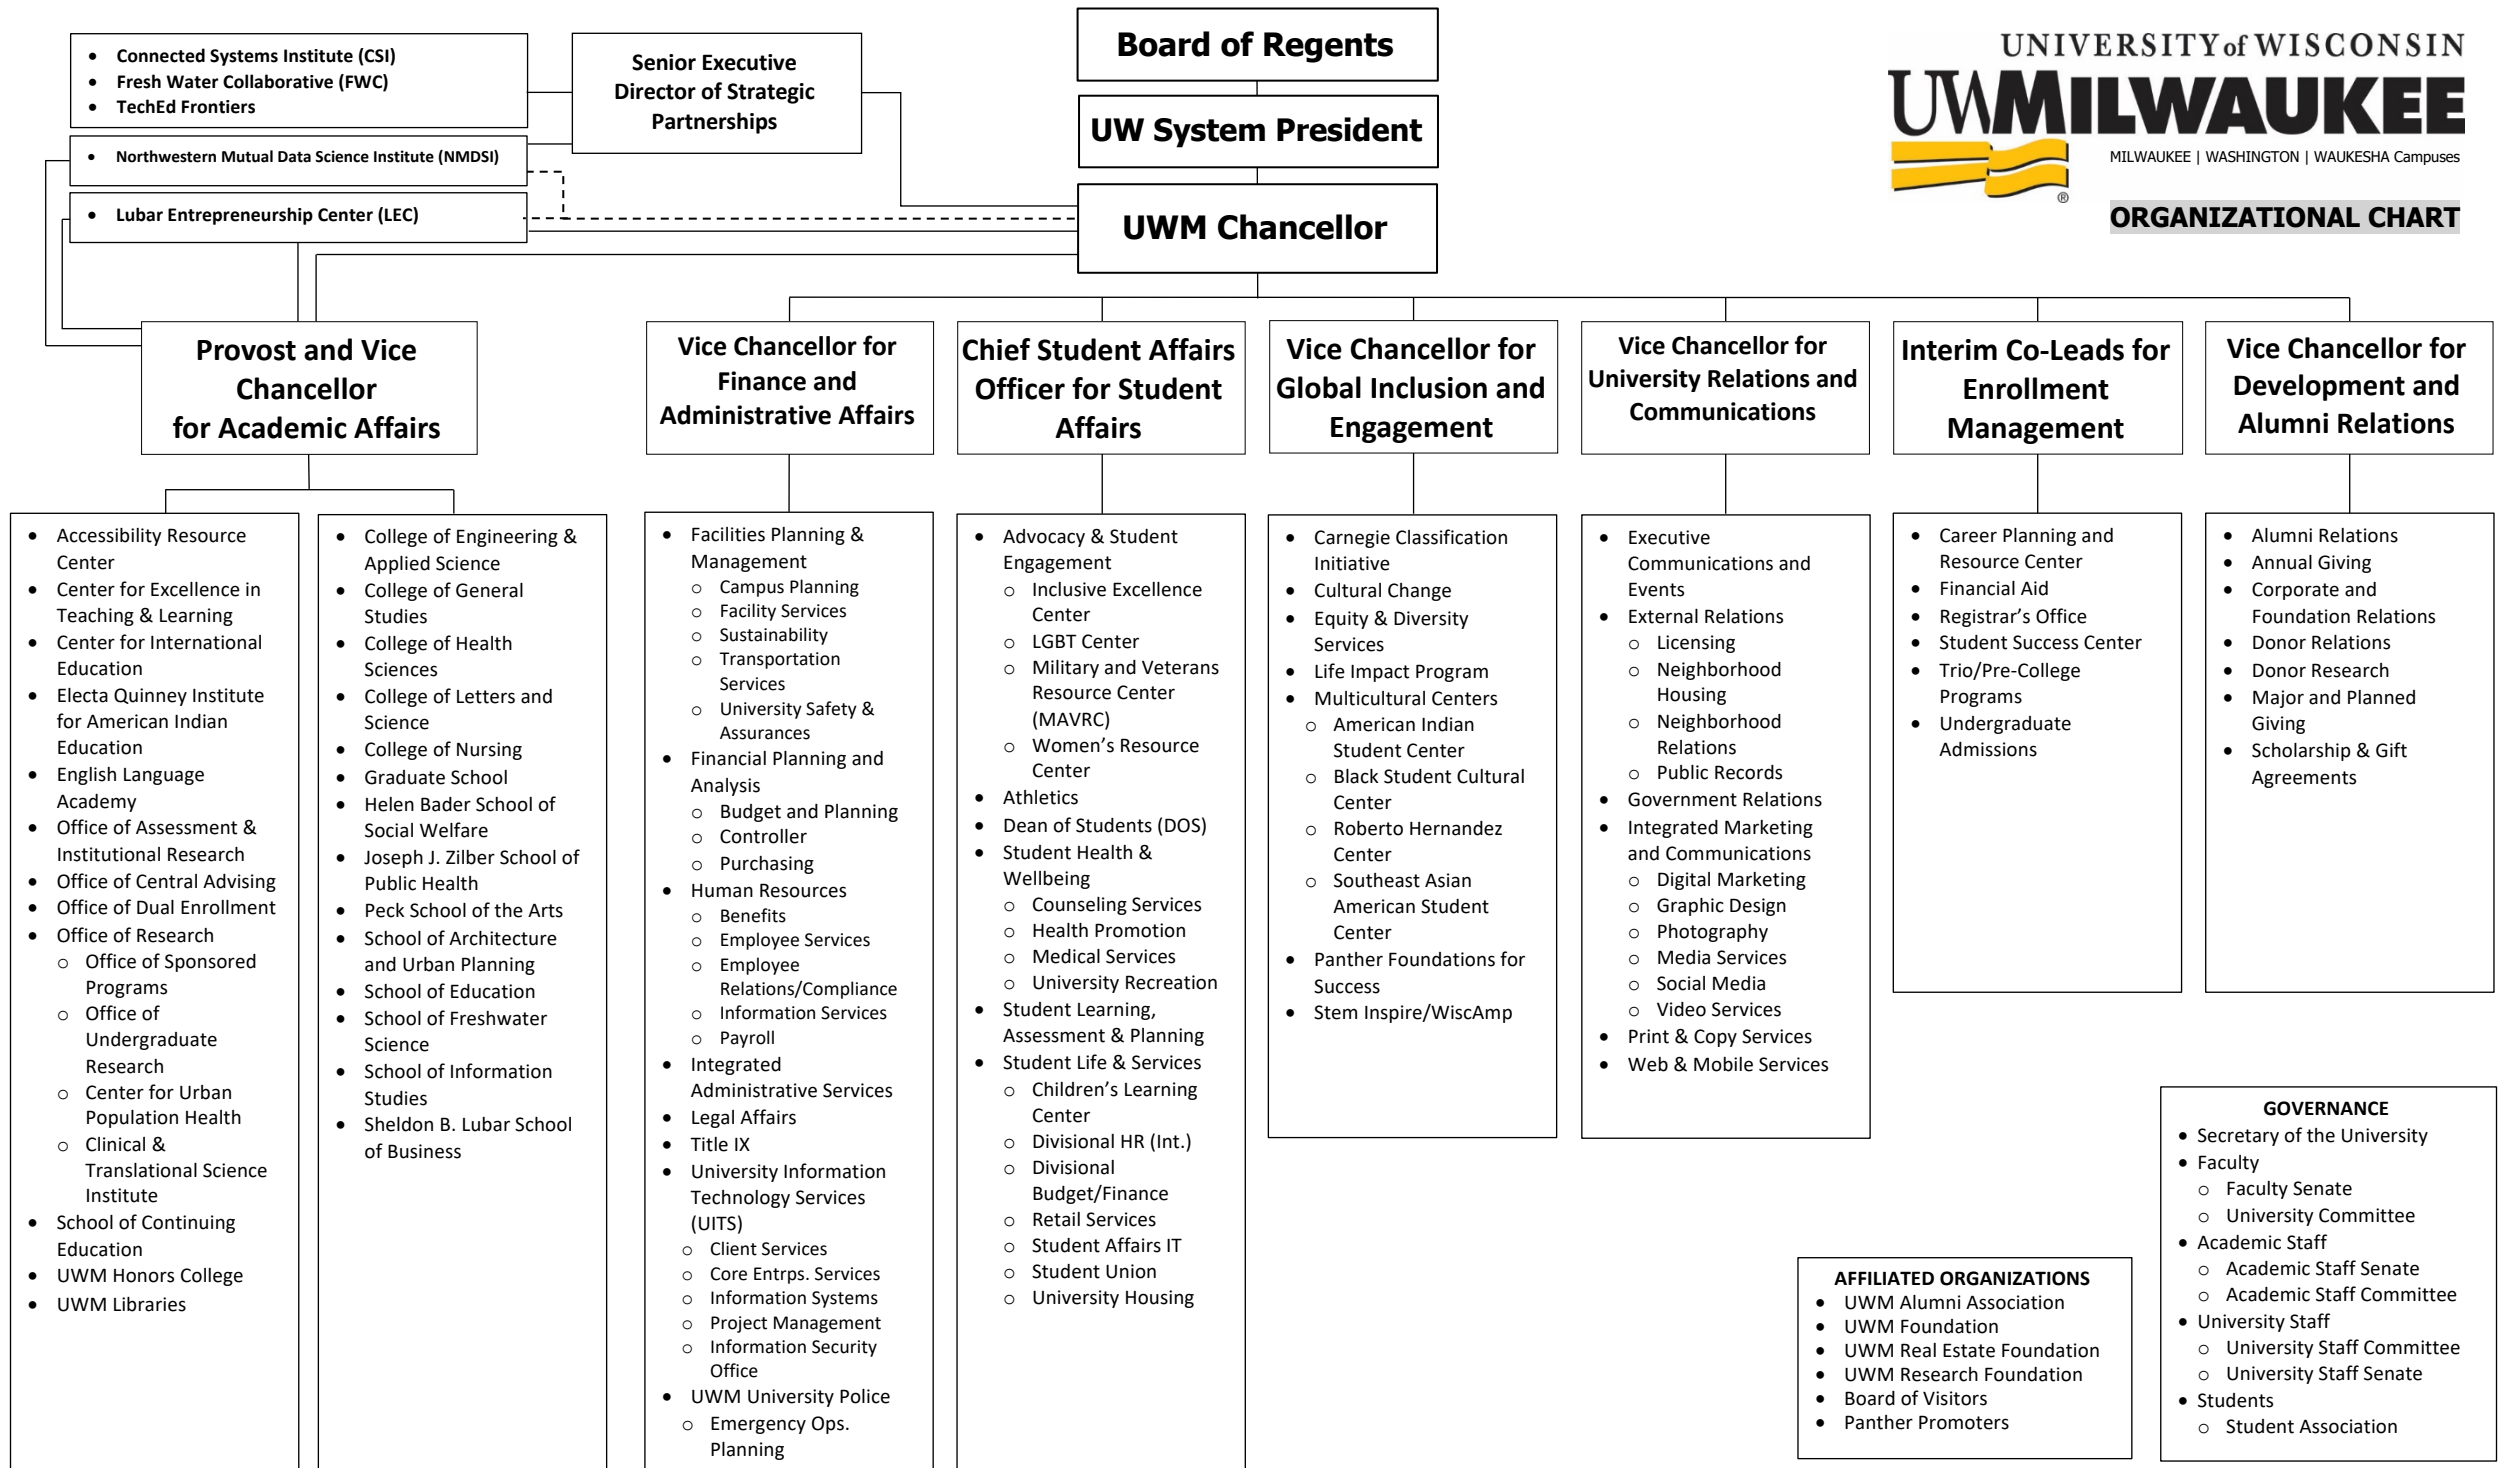 • Connected Systems Institute (CSI)
• Fresh Water Collaborative (FWC)
• TechEd Frontiers
• Northwestern Mutual Data Science Institute (NMDSI)
• Lubar Entrepreneurship Center (LEC)
Senior Executive
Director of Strategic
Partnerships
Board of Regents
UW System President
UWM Chancellor
UNIVERSITY of WISCONSIN
UWMILWAUKEE
®
MILWAUKEE | WASHINGTON | WAUKESHA Campuses
ORGANIZATIONAL CHART
Provost and Vice
Chancellor
for Academic Affairs
• Accessibility Resource
Center
• Center for Excellence in
Teaching & Learning
• Center for International
Education
• Electa Quinney Institute
for American Indian
Education
• English Language
Academy
• Office of Assessment &
Institutional Research
• Office of Central Advising
• Office of Dual Enrollment
• Office of Research
o Office of Sponsored
Programs
o Office of
Undergraduate
Research
o Center for Urban
Population Health
o Clinical &
Translational Science
Institute
• School of Continuing
Education
• UWM Honors College
• UWM Libraries
• College of Engineering &
Applied Science
• College of General
Studies
• College of Health
Sciences
• College of Letters and
Science
• College of Nursing
• Graduate School
• Helen Bader School of
Social Welfare
• Joseph J. Zilber School of
Public Health
• Peck School of the Arts
• School of Architecture
and Urban Planning
• School of Education
• School of Freshwater
Science
• School of Information
Studies
• Sheldon B. Lubar School
of Business
Vice Chancellor for
Finance and
Administrative Affairs
• Facilities Planning &
Management
o Campus Planning
o Facility Services
o Sustainability
o Transportation
Services
o University Safety &
Assurances
• Financial Planning and
Analysis
o Budget and Planning
o Controller
o Purchasing
• Human Resources
o Benefits
o Employee Services
o Employee
Relations/Compliance
o Information Services
o Payroll
• Integrated
Administrative Services
• Legal Affairs
• Title IX
• University Information
Technology Services
(UITS)
o Client Services
o Core Entrps. Services
o Information Systems
o Project Management
o Information Security
Office
• UWM University Police
o Emergency Ops.
Planning
Chief Student Affairs
Officer for Student
Affairs
• Advocacy & Student
Engagement
o Inclusive Excellence
Center
o LGBT Center
o Military and Veterans
Resource Center
(MAVRC)
o Women’s Resource
Center
• Athletics
• Dean of Students (DOS)
• Student Health &
Wellbeing
o Counseling Services
o Health Promotion
o Medical Services
o University Recreation
• Student Learning,
Assessment & Planning
• Student Life & Services
o Children’s Learning
Center
o Divisional HR (Int.)
o Divisional
Budget/Finance
o Retail Services
o Student Affairs IT
o Student Union
o University Housing
Vice Chancellor for
Global Inclusion and
Engagement
• Carnegie Classification
Initiative
• Cultural Change
• Equity & Diversity
Services
• Life Impact Program
• Multicultural Centers
o American Indian
Student Center
o Black Student Cultural
Center
o Roberto Hernandez
Center
o Southeast Asian
American Student
Center
• Panther Foundations for
Success
• Stem Inspire/WiscAmp
Vice Chancellor for
University Relations and
Communications
• Executive
Communications and
Events
• External Relations
o Licensing
o Neighborhood
Housing
o Neighborhood
Relations
o Public Records
• Government Relations
• Integrated Marketing
and Communications
o Digital Marketing
o Graphic Design
o Photography
o Media Services
o Social Media
o Video Services
• Print & Copy Services
• Web & Mobile Services
Interim Co-Leads for
Enrollment
Management
• Career Planning and
Resource Center
• Financial Aid
• Registrar’s Office
• Student Success Center
• Trio/Pre-College
Programs
• Undergraduate
Admissions
Vice Chancellor for
Development and
Alumni Relations
• Alumni Relations
• Annual Giving
• Corporate and
Foundation Relations
• Donor Relations
• Donor Research
• Major and Planned
Giving
• Scholarship & Gift
Agreements
AFFILIATED ORGANIZATIONS
• UWM Alumni Association
• UWM Foundation
• UWM Real Estate Foundation
• UWM Research Foundation
• Board of Visitors
• Panther Promoters
GOVERNANCE
• Secretary of the University
• Faculty
o Faculty Senate
o University Committee
• Academic Staff
o Academic Staff Senate
o Academic Staff Committee
• University Staff
o University Staff Committee
o University Staff Senate
• Students
o Student Association